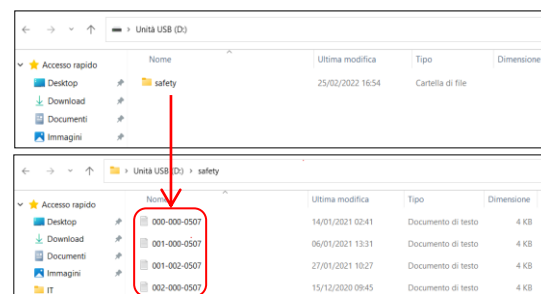 Unità USB (D:)
Nome Ultima modifica Tipo Dimensione
Accesso rapido
Desktop safety 25/02/2022 16:54 Cartella di file
Download
Documenti
Immagini
Unità USB (D:) safety
Nome Ultima modifica Tipo Dimensione
Accesso rapido
Desktop 000-000-0507 14/01/2021 02:41 Documento di testo 4 KB
Download 001-000-0507 06/01/2021 13:31 Documento di testo 4 KB
Documenti
Immagini 001-002-0507 27/01/2021 10:27 Documento di testo 4 KB
IT 002-000-0507 15/12/2020 09:45 Documento di testo 4 KB